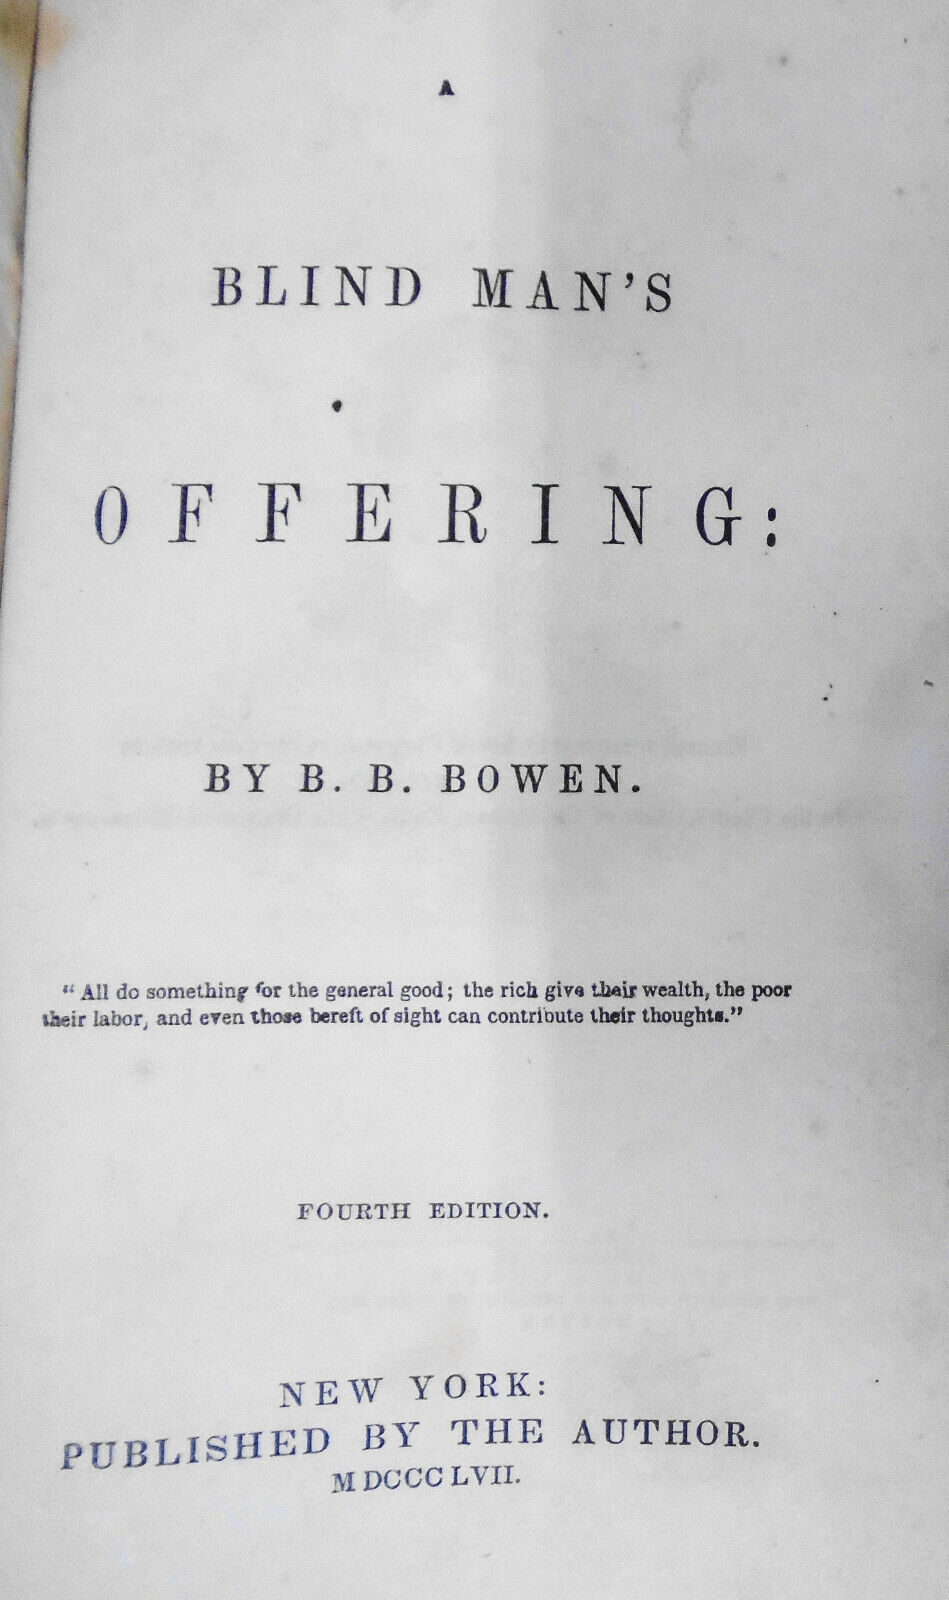 A
BLIND MAN'S
OFFERING:
BY B. B. BOWEN.
"All do something for the general good; the rich give their wealth, the poor
their labor, and even those bereft of sight can contribute their thoughts."
FOURTH EDITION.
NEW YORK:
PUBLISHED BY THE AUTHOR.
MDCCCLVII.